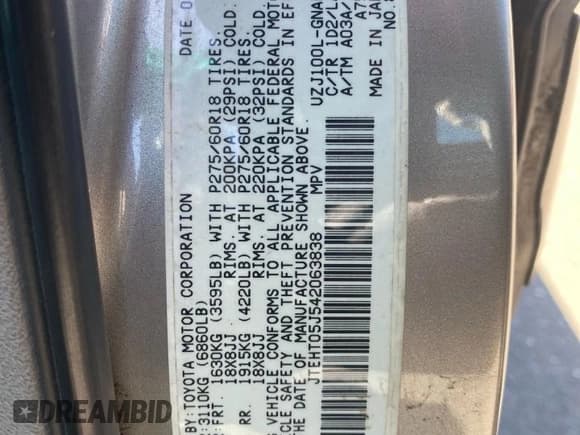 DATE O
BY:TOYOTA MOTOR CORPORATION
:3110KG (6860LB)
:FRT. 1630KG (3595LB) WITH P275/60R18 TIRES.
18X8JJ RIMS. AT 200KPA (29PSI) COLD:
RR. 1915KG (4220LB) WITH P275/60R18 TIRES.
18X8JJ RIMS. AT 220KPA (32PSI) COLD:
VEHICLE CONFORMS TO ALL APPLICABLE FEDERAL MOT
CLE SAFETY AND THEFT PREVENTION STANDARDS IN EF
THE DATE OF MANUFACTURE SHOWN ABOVE.
JTEHT05J542063838
MPV
UZJ100L-GNA
C/TR 1D2/L
A/TM A03A/
A7
MADE IN JA
NO.
DREAMBID